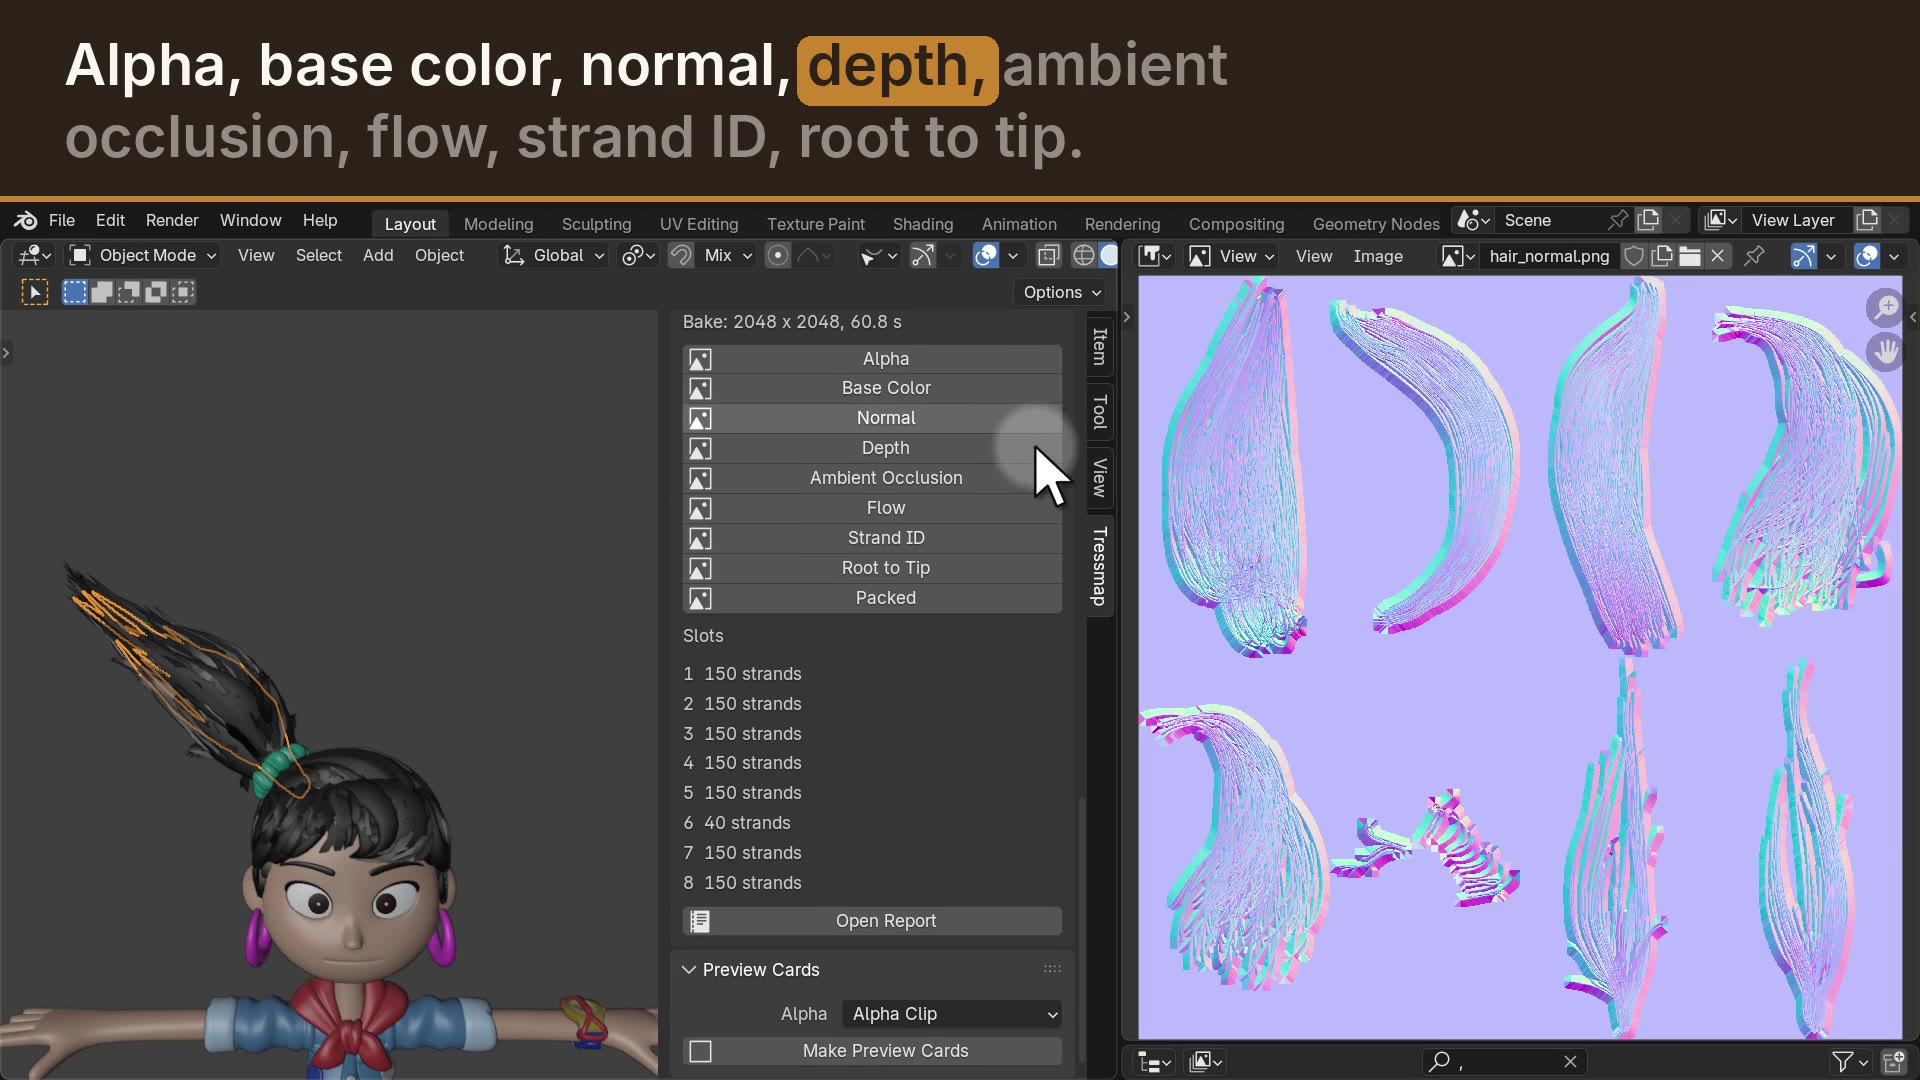 Alpha, base color, normal, depth, ambient
occlusion, flow, strand ID, root to tip.
File Edit Render Window Help Layout Modeling Sculpting UV Editing Texture Paint Shading Animation Rendering Compositing Geometry Nodes Scene View Layer
Object Mode View Select Add Object Global Mix View View Image hair_normal.png
Options
Bake: 2048 x 2048, 60.8 s
Alpha
Base Color
Normal
Depth
Ambient Occlusion
Flow
Strand ID
Root to Tip
Packed
Slots
1 150 strands
2 150 strands
3 150 strands
4 150 strands
5 150 strands
6 40 strands
7 150 strands
8 150 strands
Open Report
Preview Cards
Alpha Alpha Clip
Make Preview Cards
Item
Tool
View
Tressmap
,